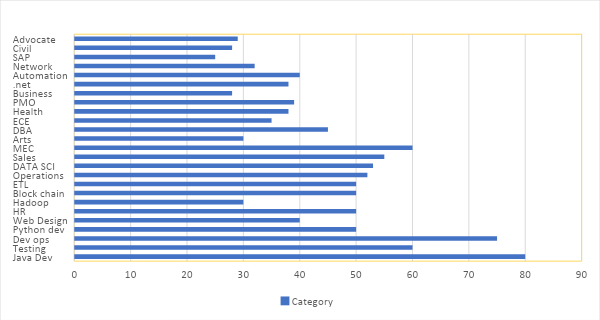 Advocate
Civil
SAP
Network
Automation
.net
Business
PMO
Health
ECE
DBA
Arts
MEC
Sales
DATA SCI
Operations
ETL
Block chain
Hadoop
HR
Web Design
Python dev
Dev ops
Testing
Java Dev
0 10 20 30 40 50 60 70 80 90
Category